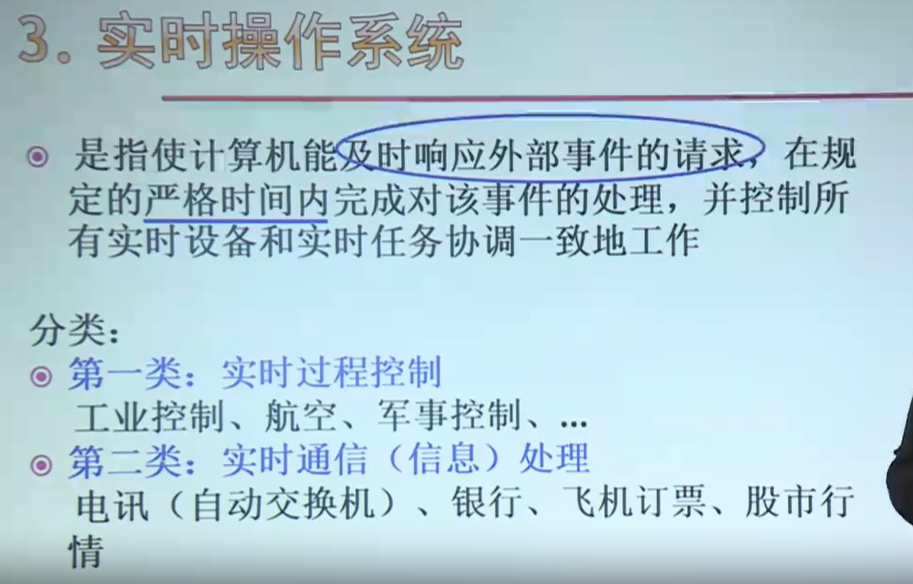 3. 实时操作系统
是指使计算机能及时响应外部事件的请求，在规
定的严格时间内完成对该事件的处理，并控制所
有实时设备和实时任务协调一致地工作
分类：
第一类：实时过程控制
工业控制、航空、军事控制、...
第二类：实时通信（信息）处理
电讯（自动交换机）、银行、飞机订票、股市行
情